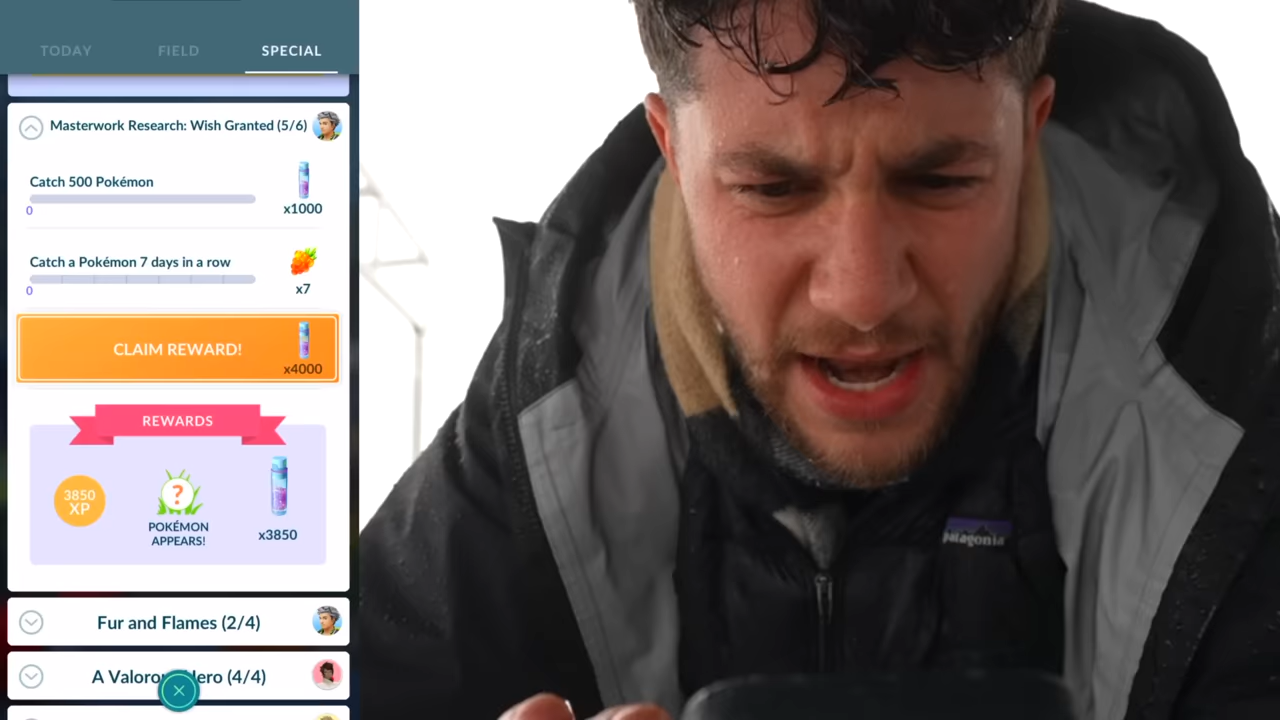 TODAY
FIELD
SPECIAL
Masterwork Research: Wish Granted (5/6)
Catch 500 Pokémon
0
x1000
Catch a Pokémon 7 days in a row
0
x7
CLAIM REWARD!
x4000
REWARDS
3850
XP
?
POKÉMON
APPEARS!
x3850
Fur and Flames (2/4)
A Valorous Hero (4/4)
patagonia